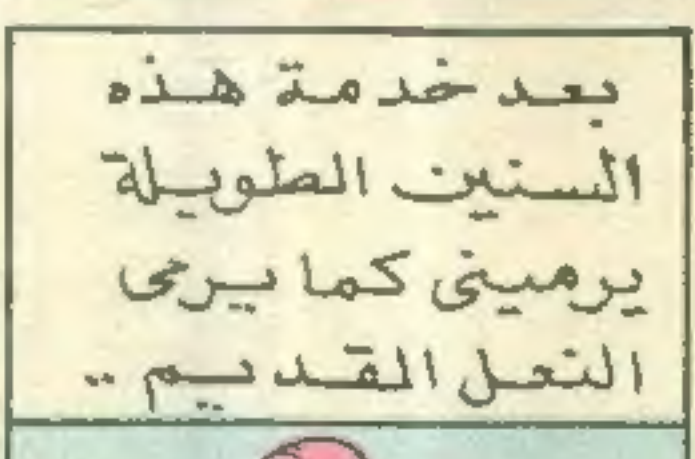 بعد خدمة هذه
السنين الطويلة
يرمينى كما يرمى
النعل القديم ..